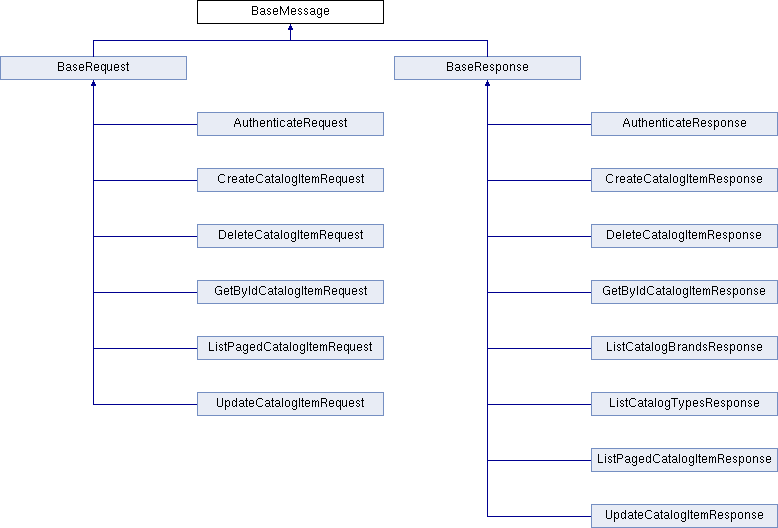 BaseMessage
BaseRequest
BaseResponse
AuthenticateRequest
AuthenticateResponse
CreateCatalogItemRequest
CreateCatalogItemResponse
DeleteCatalogItemRequest
DeleteCatalogItemResponse
GetByIdCatalogItemRequest
GetByIdCatalogItemResponse
ListPagedCatalogItemRequest
ListCatalogBrandsResponse
UpdateCatalogItemRequest
ListCatalogTypesResponse
ListPagedCatalogItemResponse
UpdateCatalogItemResponse